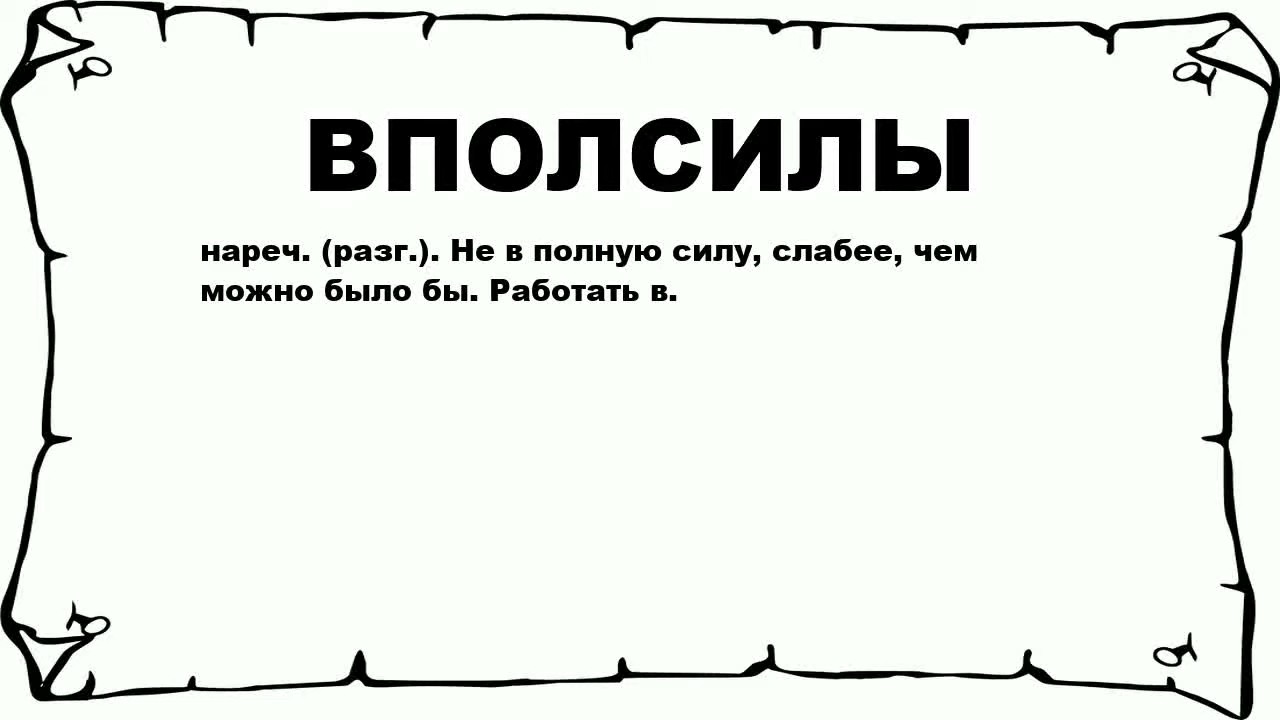 ВПОЛСИЛЫ
нареч. (разг.). Не в полную силу, слабее, чем
можно было бы. Работать в.